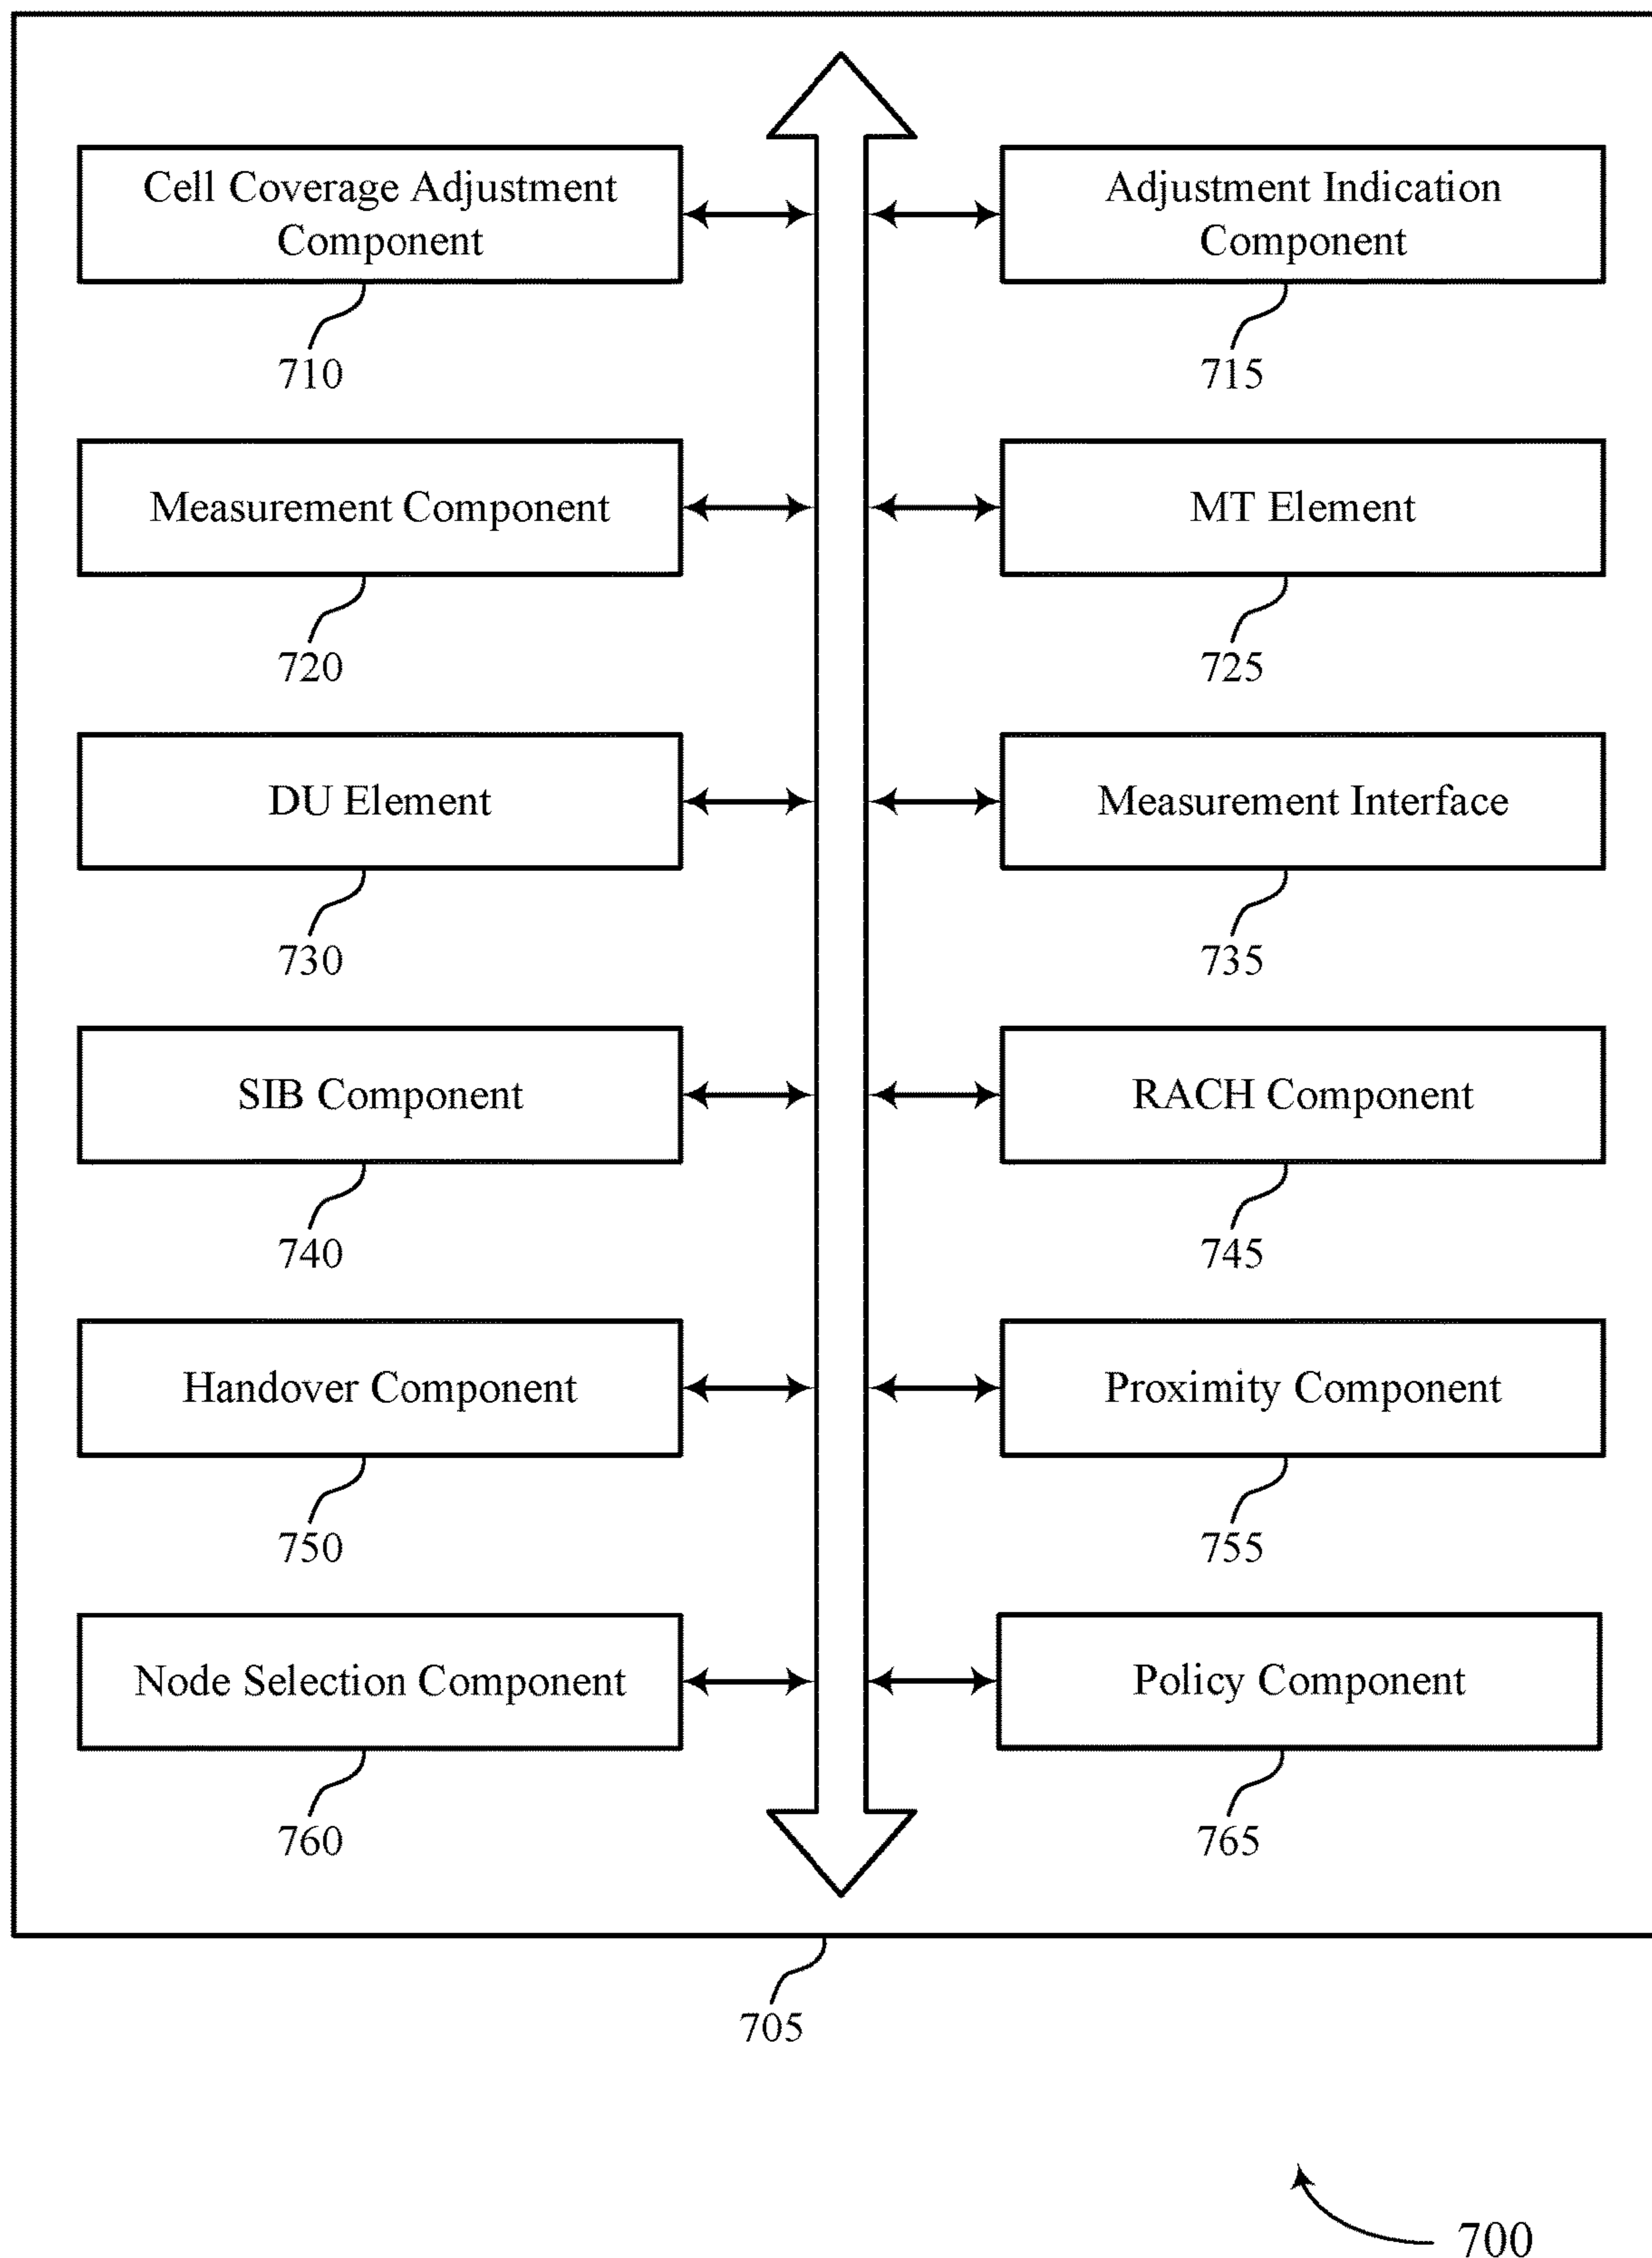 Cell Coverage Adjustment
Component
710
Adjustment Indication
Component
715
Measurement Component
720
MT Element
725
DU Element
730
Measurement Interface
735
SIB Component
740
RACH Component
745
Handover Component
750
Proximity Component
755
Node Selection Component
760
Policy Component
765
705
700